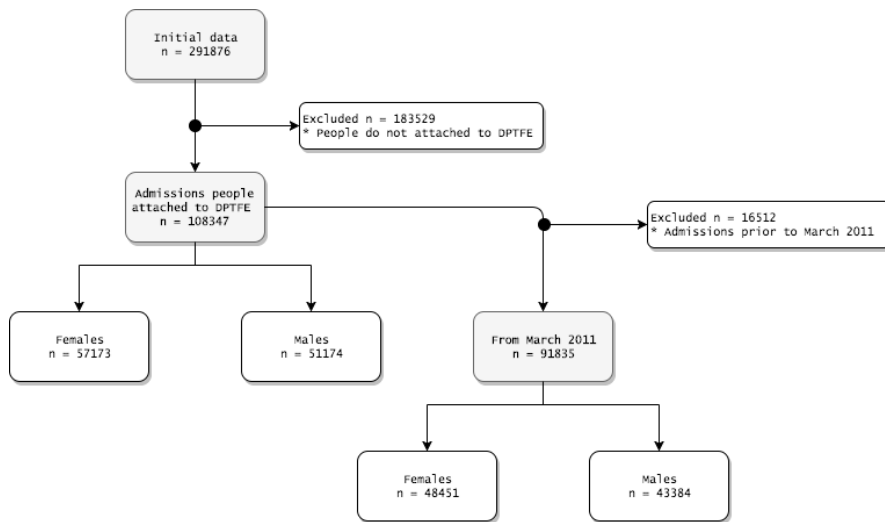 Initial data
n = 291876
Excluded n = 183529
* People do not attached to DPTFE
Admissions people
attached to DPTFE
n = 108347
Excluded n = 16512
* Admissions prior to March 2011
Females
n = 57173
Males
n = 51174
From March 2011
n = 91835
Females
n = 48451
Males
n = 43384